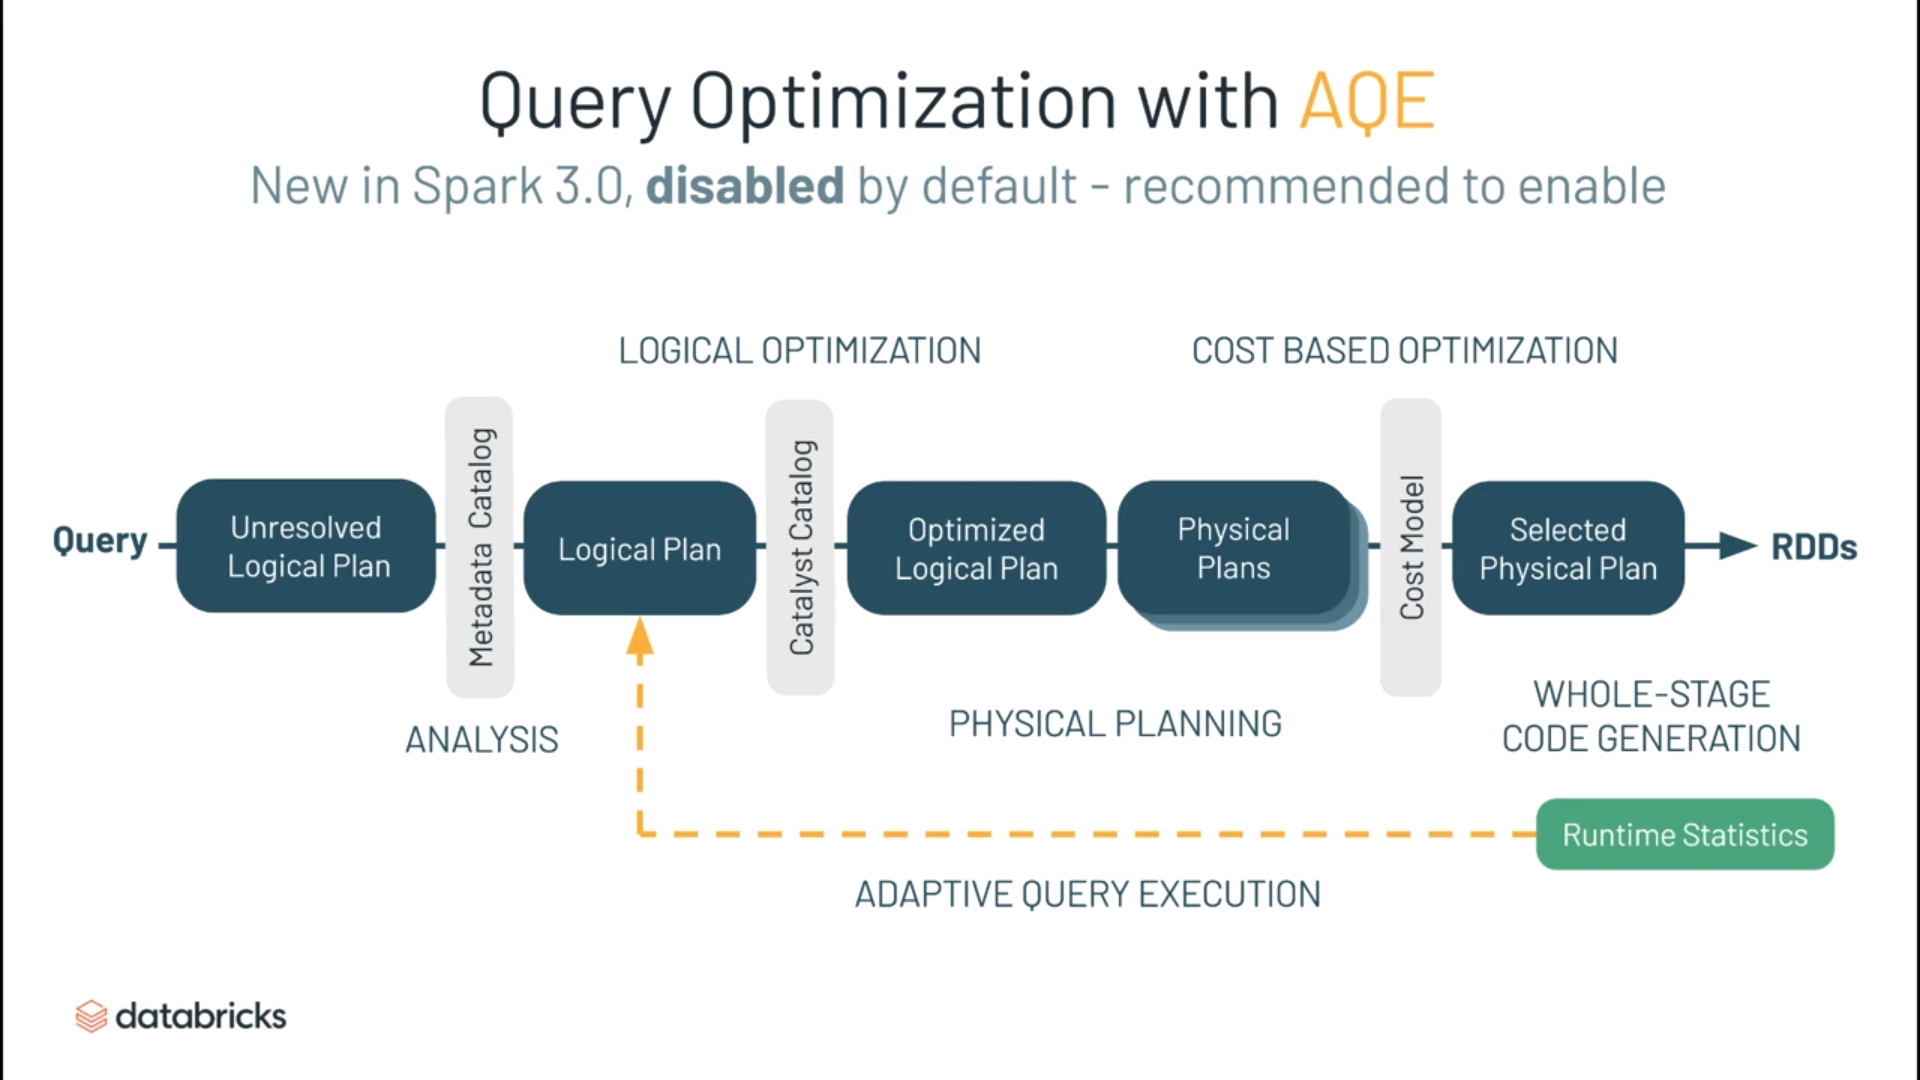 Query Optimization with AQE
New in Spark 3.0, disabled by default - recommended to enable
LOGICAL OPTIMIZATION
COST BASED OPTIMIZATION
Query
Unresolved
Logical Plan
Metadata Catalog
Logical Plan
Catalyst Catalog
Optimized
Logical Plan
Physical
Plans
Cost Model
Selected
Physical Plan
RDDs
ANALYSIS
PHYSICAL PLANNING
WHOLE-STAGE
CODE GENERATION
Runtime Statistics
ADAPTIVE QUERY EXECUTION
databricks